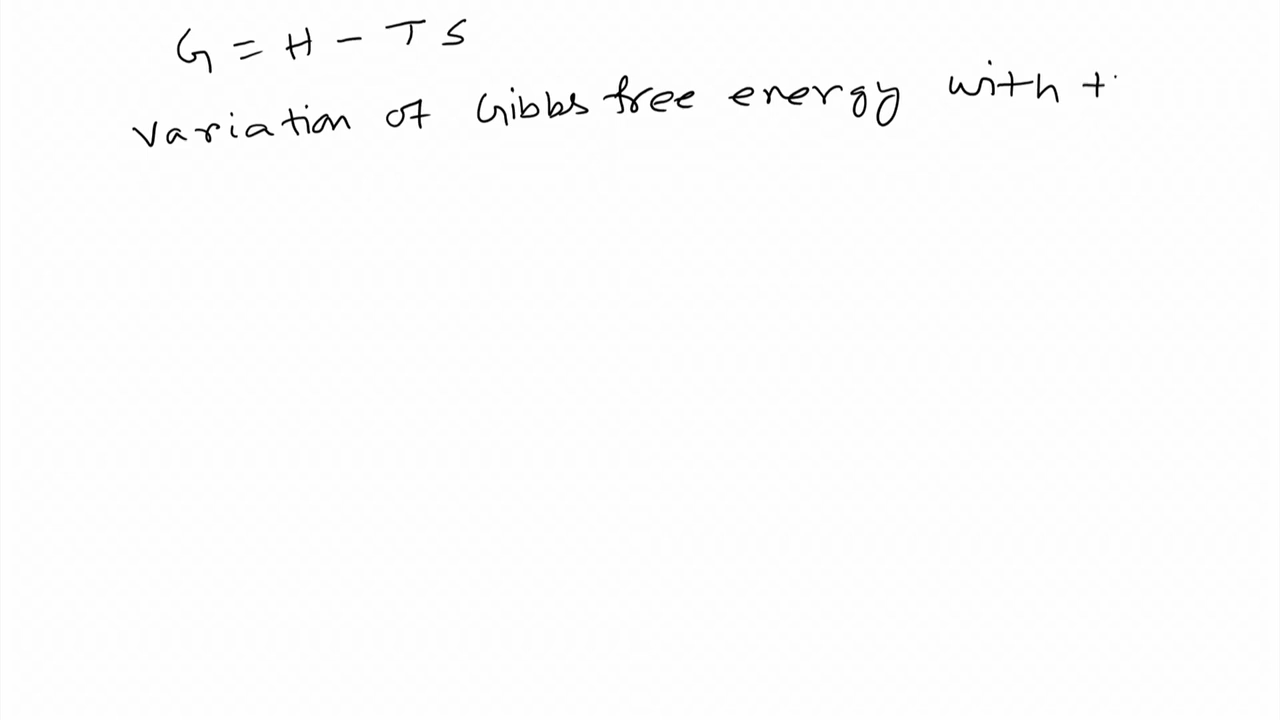 G = H - TS
variation of Gibbs free energy with t